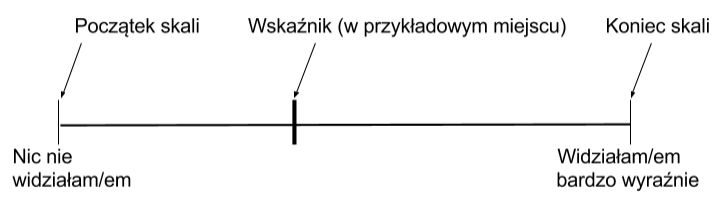 Początek skali
Wskaźnik (w przykładowym miejscu)
Koniec skali
Nic nie
widziałam/em
Widziałam/em
bardzo wyraźnie